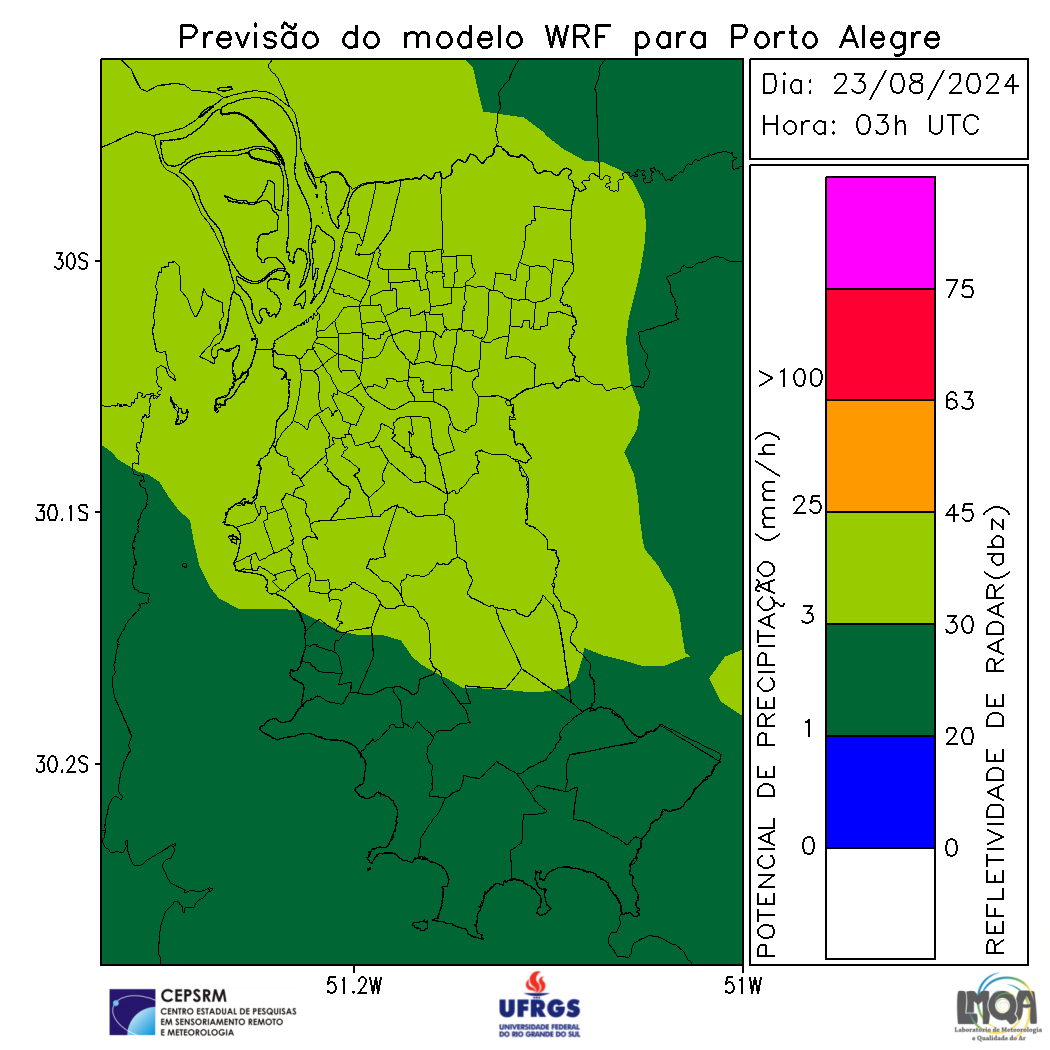 Previsão do modelo WRF para Porto Alegre
Dia: 23/08/2024
Hora: 03h UTC
30S
30.1S
30.2S
51.2W
51W
POTENCIAL DE PRECIPITAÇÃO (mm/h)
>100
25
3
1
0
75
63
45
30
20
0
REFLETIVIDADE DE RADAR(dbz)
CEPSRM
CENTRO ESTADUAL DE PESQUISAS
EM SENSORIAMENTO REMOTO
E METEOROLOGIA
UFRGS
UNIVERSIDADE FEDERAL
DO RIO GRANDE DO SUL
LMQA
Laboratório de Meteorologia
e Qualidade do Ar